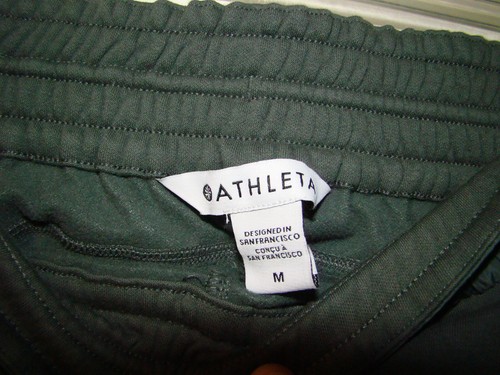 ATHLETA
DESIGNED IN
SAN FRANCISCO
CONÇU À
SAN FRANCISCO
M